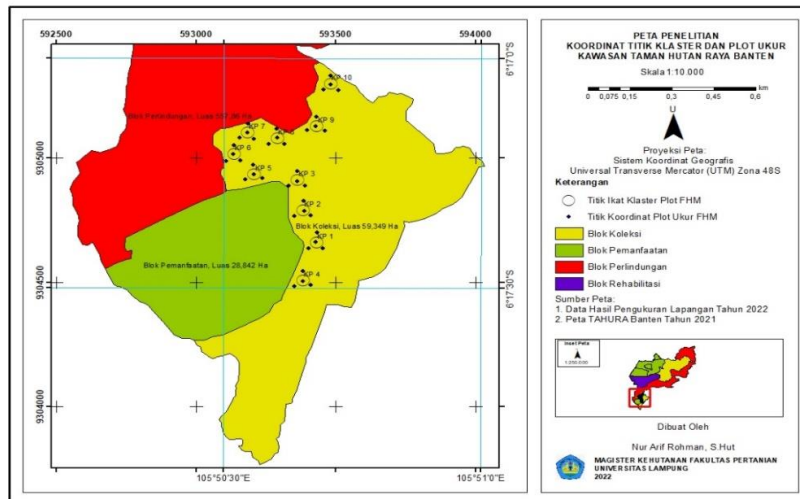 592500
593000
593500
594000
6°17'0"S
KP 10
Blok Perlindungan, Luas
KP 7
KP 9
9305000
KP 6
KP 5
KP 3
KP 2
Blok Koleksi, Luas 59,349 Ha
KP 1
Blok Pemanfaatan, Luas 28,842 Ha
KP 4
9304500
6°17'30"S
9304000
105°50'30"E
105°51'0"E
PETA PENELITIAN
KOORDINAT TITIK KLASTER DAN PLOT UKUR
KAWASAN TAMAN HUTAN RAYA BANTEN
Skala 1:10.000
km
0 0,075 0,15 0,3 0,45 0,6
U
Proyeksi Peta:
Sistem Koordinat Geografis
Universal Transverse Mercator (UTM) Zona 48S
Keterangan
Titik Ikat Klaster Plot FHM
Titik Koordinat Plot Ukur FHM
Blok Koleksi
Blok Pemanfaatan
Blok Perlindungan
Blok Rehabilitasi
Sumber Peta:
1. Data Hasil Pengukuran Lapangan Tahun 2022
2. Peta TAHURA Banten Tahun 2021
Inset Peta
Dibuat Oleh
Nur Arif Rohman, S.Hut
MAGISTER KEHUTANAN FAKULTAS PERTANIAN
UNIVERSITAS LAMPUNG
2022